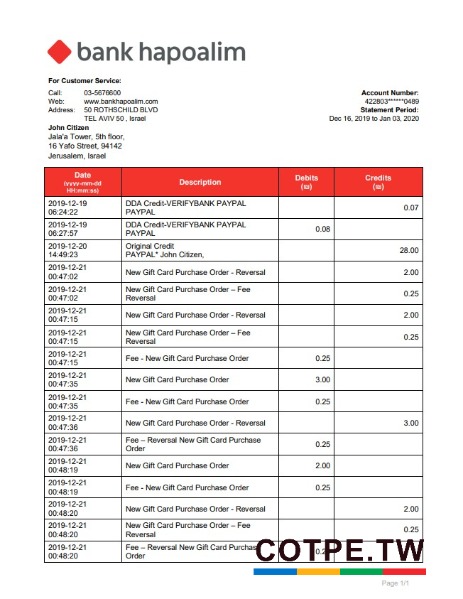 bank hapoalim
For Customer Service:
Call: 03-5676600
Web: www.bankhapoalim.com
Address: 50 ROTHSCHILD BLVD
TEL AVIV 50 , Israel
Account Number:
422803******0489
Statement Period:
Dec 16, 2019 to Jan 03, 2020
John Citizen
Jala'a Tower, 5th floor,
16 Yafo Street, 94142
Jerusalem, Israel
Date (yyyy-mm-dd HH:mm:ss) Description Debits (₪) Credits (₪)
2019-12-19 06:24:22 DDA Credit-VERIFYBANK PAYPAL PAYPAL 0.07
2019-12-19 06:27:57 DDA Credit-VERIFYBANK PAYPAL PAYPAL 0.08
2019-12-20 14:49:23 Original Credit PAYPAL* John Citizen, 28.00
2019-12-21 00:47:02 New Gift Card Purchase Order - Reversal 2.00
2019-12-21 00:47:02 New Gift Card Purchase Order – Fee Reversal 0.25
2019-12-21 00:47:15 New Gift Card Purchase Order - Reversal 2.00
2019-12-21 00:47:15 New Gift Card Purchase Order – Fee Reversal 0.25
2019-12-21 00:47:15 Fee - New Gift Card Purchase Order 0.25
2019-12-21 00:47:35 New Gift Card Purchase Order 3.00
2019-12-21 00:47:35 Fee - New Gift Card Purchase Order 0.25
2019-12-21 00:47:36 New Gift Card Purchase Order - Reversal 3.00
2019-12-21 00:47:36 Fee – Reversal New Gift Card Purchase Order 0.25
2019-12-21 00:48:19 New Gift Card Purchase Order 2.00
2019-12-21 00:48:19 Fee - New Gift Card Purchase Order 0.25
2019-12-21 00:48:20 New Gift Card Purchase Order - Reversal 2.00
2019-12-21 00:48:20 New Gift Card Purchase Order – Fee Reversal 0.25
2019-12-21 00:48:20 Fee – Reversal New Gift Card Order
COTPE.TW
Page 1/1